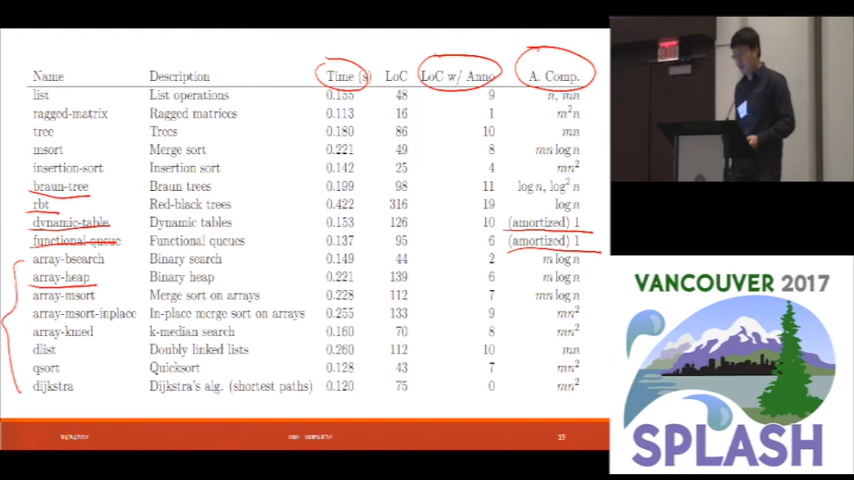 Name Description Time (s) LoC LoC w/ Anno A. Comp.
list List operations 0.155 48 9 n, mn
ragged-matrix Ragged matrices 0.113 16 1 m²n
tree Trees 0.180 86 10 mn
msort Merge sort 0.221 49 8 mn log n
insertion-sort Insertion sort 0.142 25 4 mn²
braun-tree Braun trees 0.199 98 11 log n, log² n
rbt Red-black trees 0.422 316 19 log n
dynamic-table Dynamic tables 0.153 126 10 (amortized) 1
functional-queue Functional queues 0.137 95 6 (amortized) 1
array-bsearch Binary search 0.149 44 2 m log n
array-heap Binary heap 0.221 139 6 m log n
array-msort Merge sort on arrays 0.228 112 7 mn log n
array-msort-inplace In-place merge sort on arrays 0.255 133 9 mn²
array-kmed k-median search 0.160 70 8 mn²
dlist Doubly linked lists 0.260 112 10 mn
qsort Quicksort 0.128 43 7 mn²
dijkstra Dijkstra's alg. (shortest paths) 0.120 75 0 mn²
23
VANCOUVER 2017
SPLASH